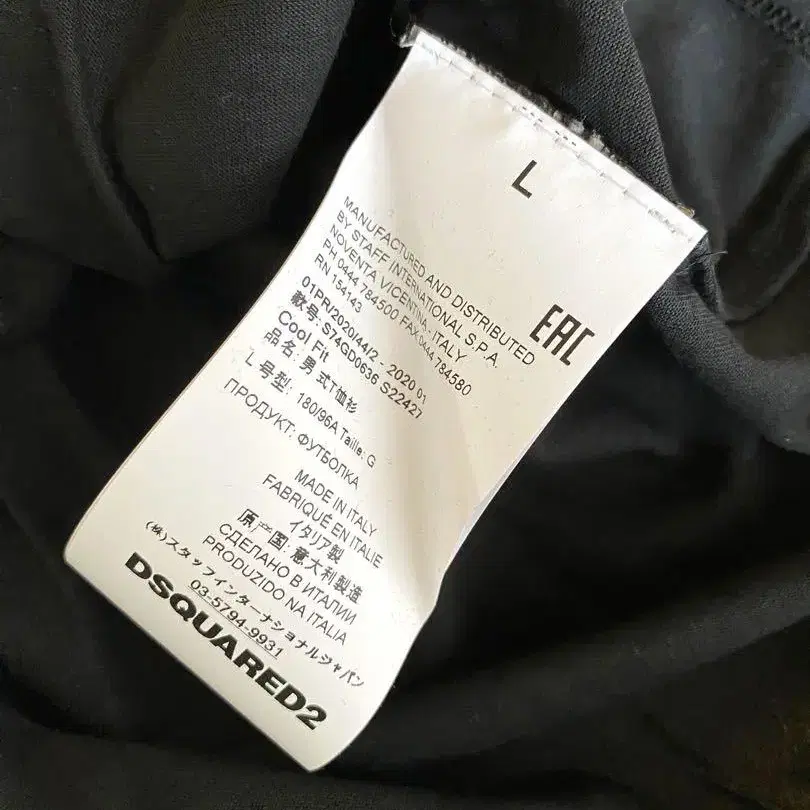 L
MANUFACTURED AND DISTRIBUTED
BY STAFF INTERNATIONAL S.P.A.
NOVENTA VICENTINA - ITALY
PH 0444 784500 FAX 0444 784580
RN 154143
EAC
01PRI/2020/44/2 - 2020 01
款号: S74GD0636 S22427
Cool Fit
品名: 男 式T恤衫
L 号型: 180/96A Taille: G
ПРОДУКТ: ФУТБОЛКА
MADE IN ITALY
FABRIQUÉ EN ITALIE
イタリア製
原产国: 意大利製造
СДЕЛАНО В ИТАЛИИ
PRODUZIDO NA ITALIA
(株)スタッフインターナショナルジャパン
03-5794-9931
DSQUARED2